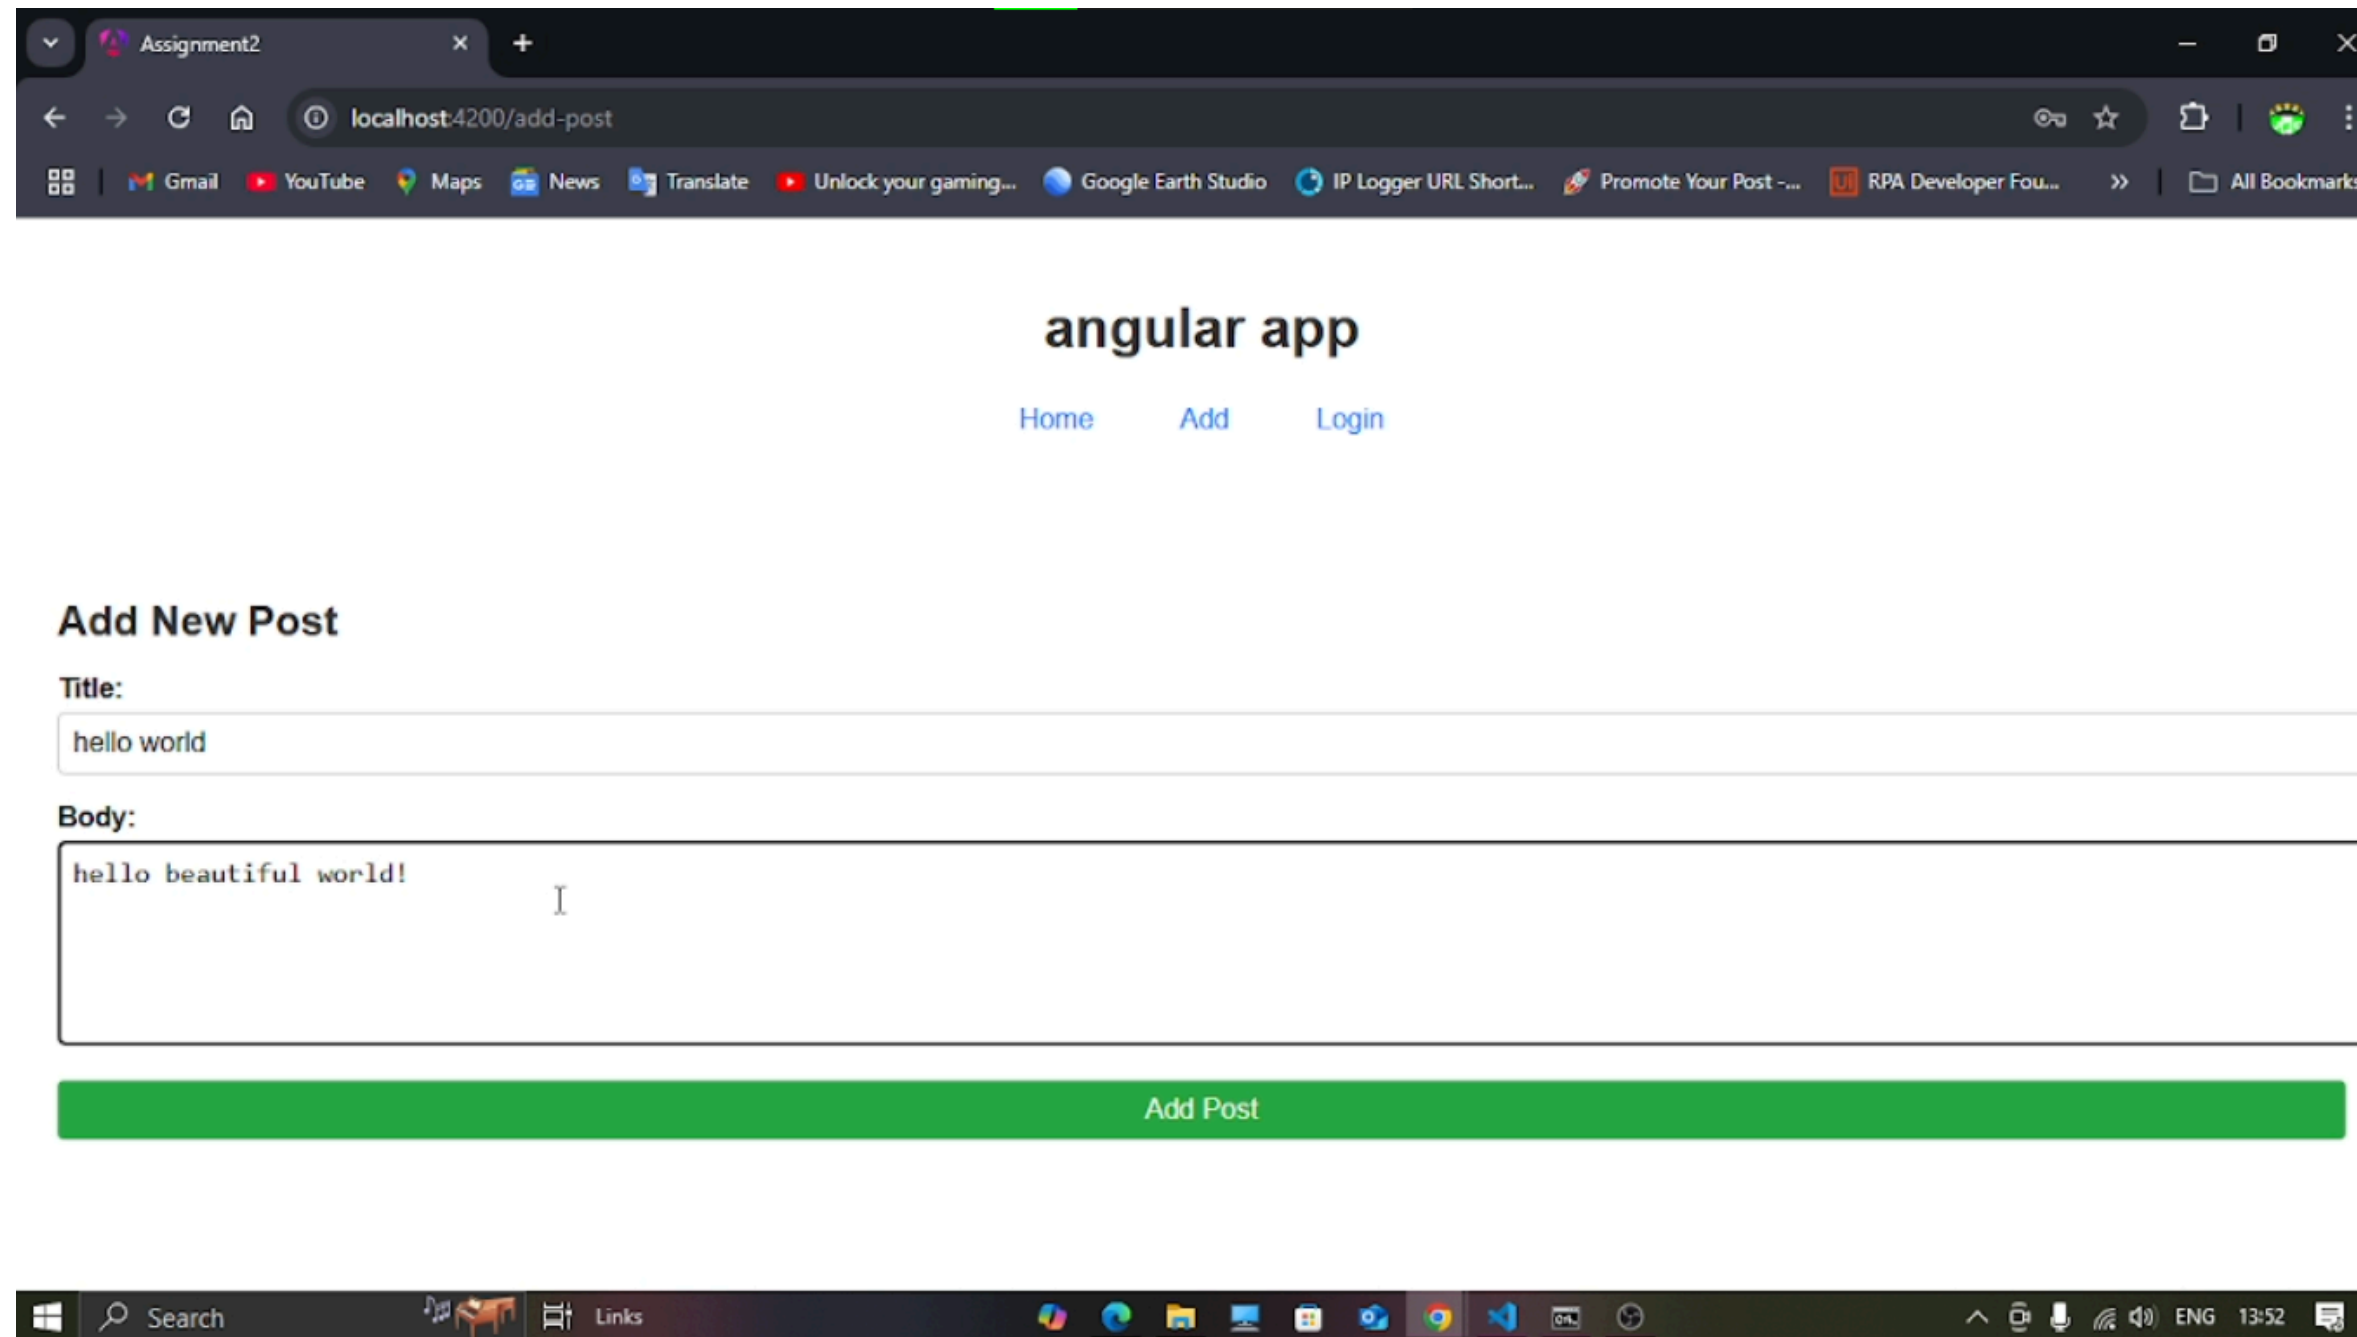 Assignment2
localhost:4200/add-post
Gmail YouTube Maps News Translate Unlock your gaming... Google Earth Studio IP Logger URL Short... Promote Your Post -... RPA Developer Fou... All Bookmarks
angular app
Home Add Login
Add New Post
Title:
hello world
Body:
hello beautiful world!
Add Post
Search Links ENG 13:52